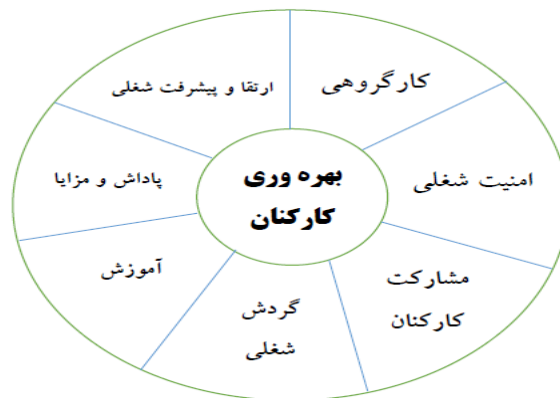 کارگروهی
ارتقا و پیشرفت شغلی
امنیت شغلی
بهره وری
کارکنان
پاداش و مزایا
آموزش
مشارکت
کارکنان
گردش
شغلی